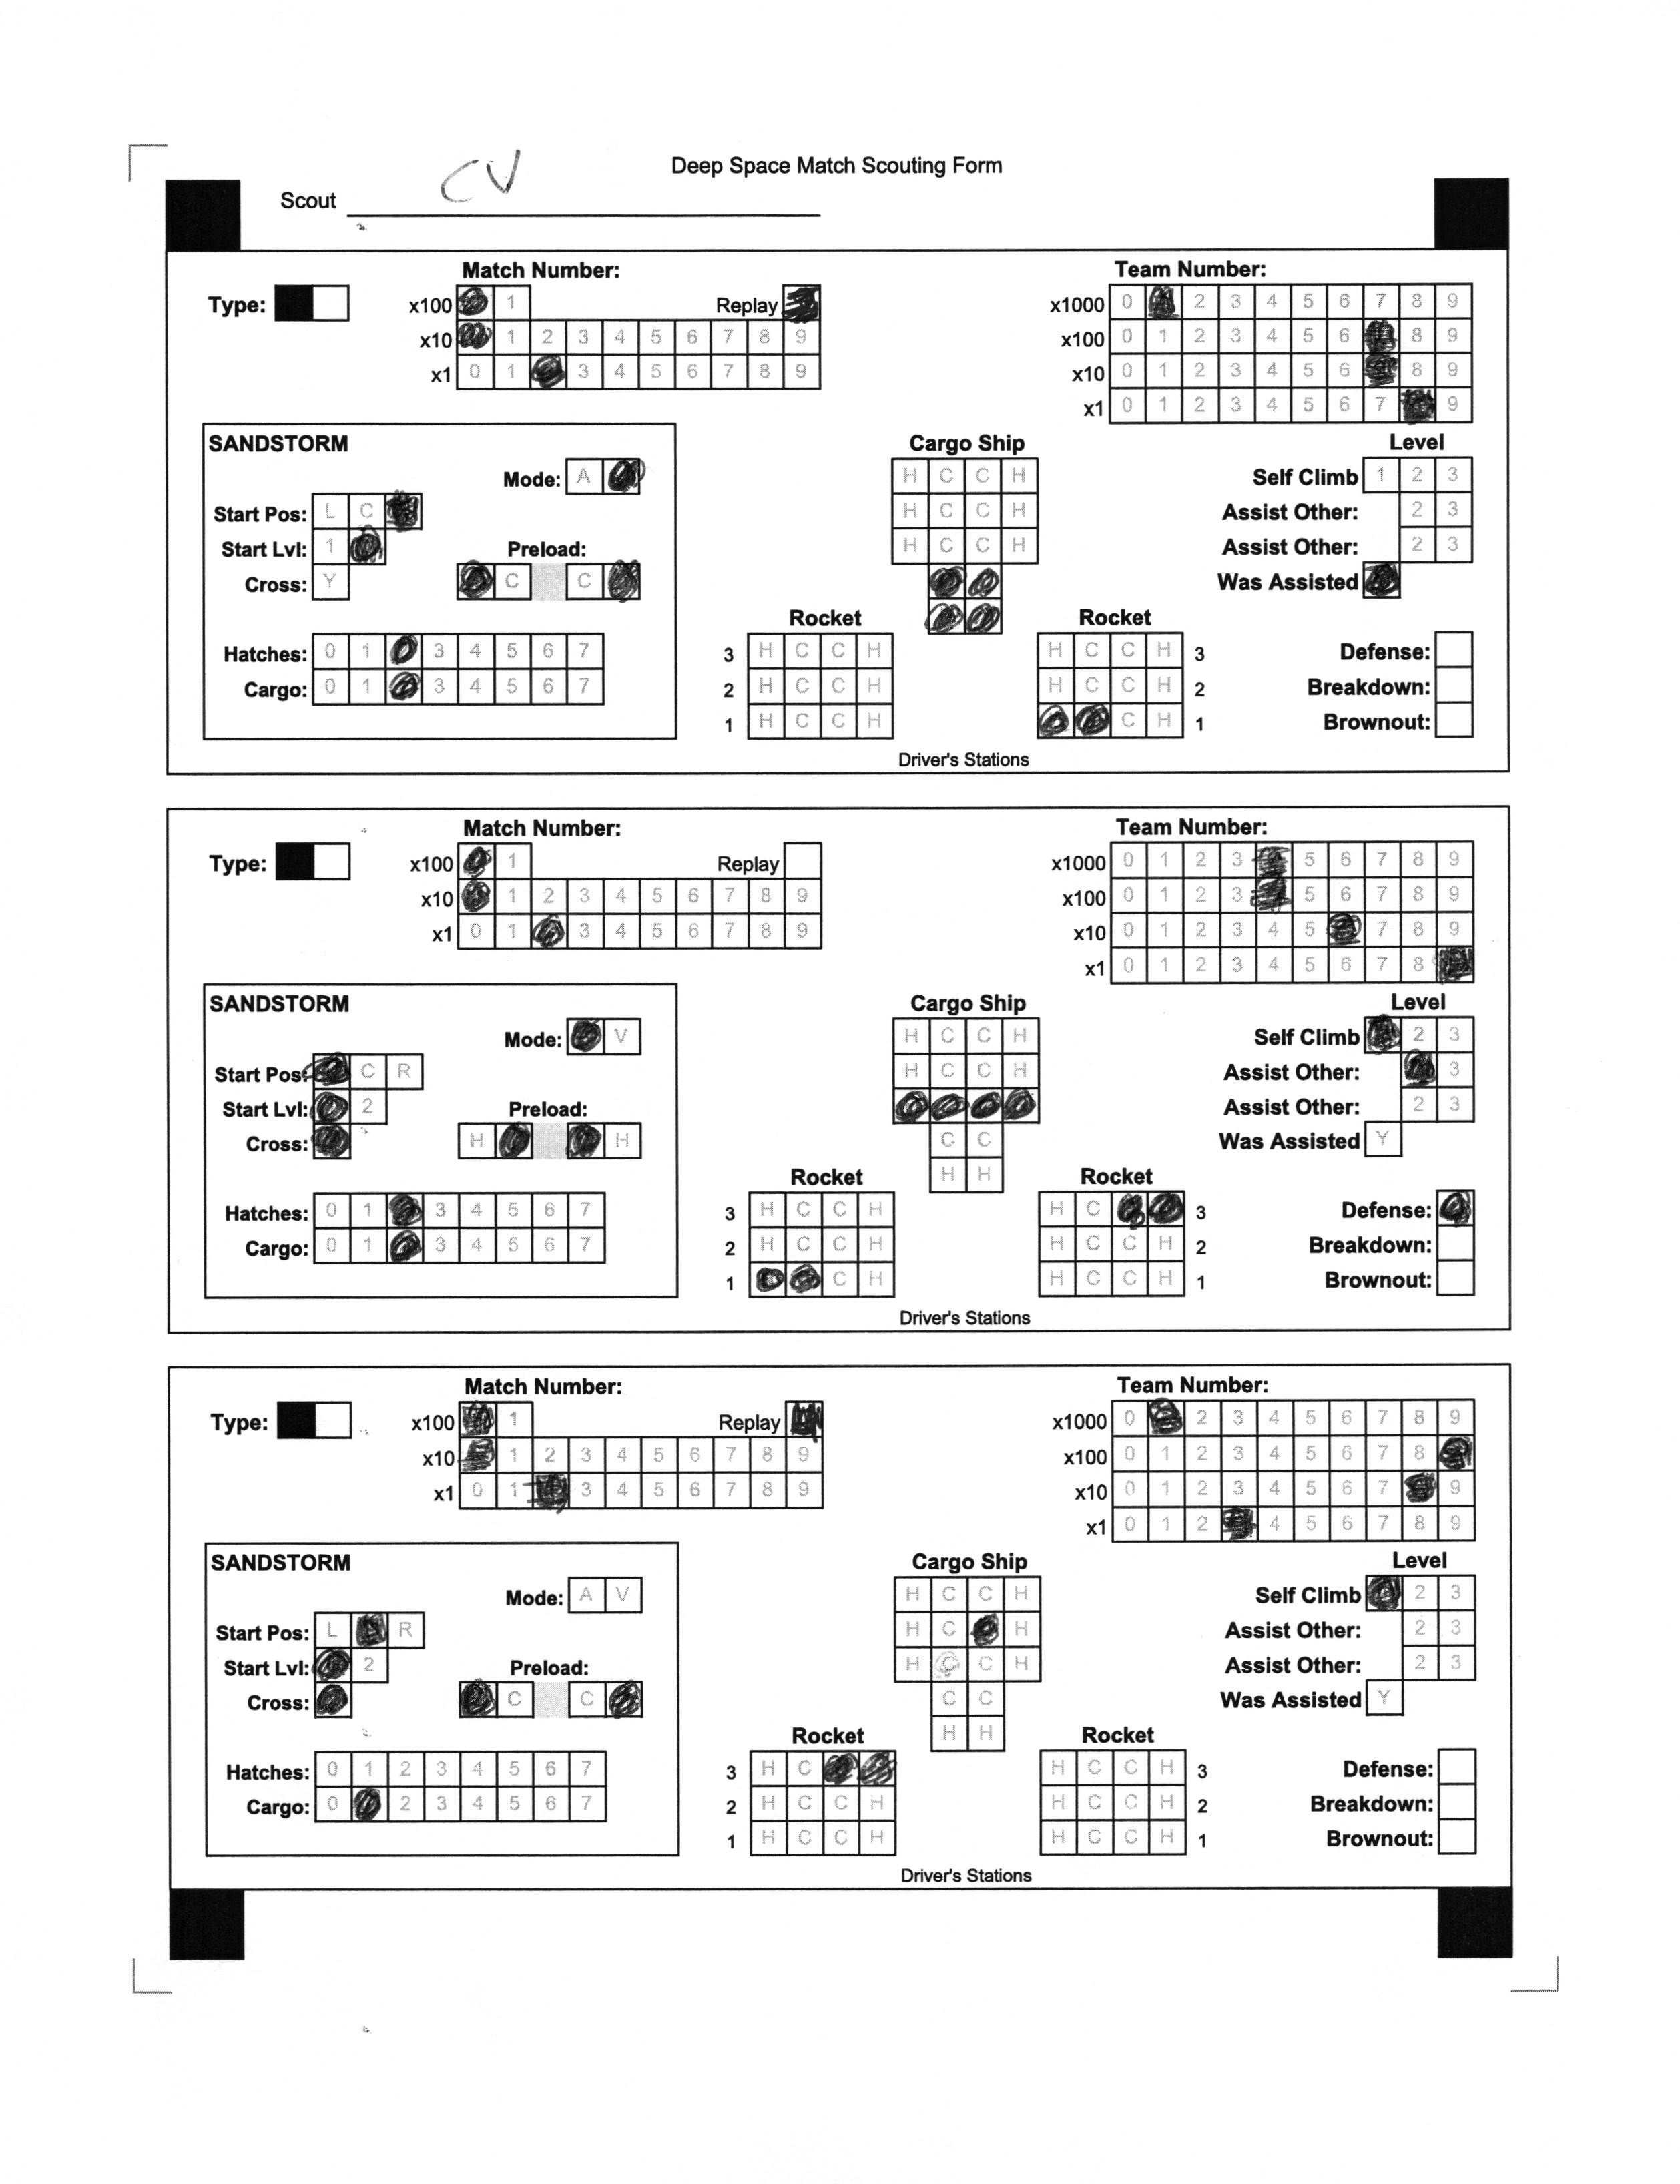 Deep Space Match Scouting Form
Scout CV
Match Number: Team Number:
Type: x100 1 Replay x1000 0 2 3 4 5 6 7 8 9
x10 1 2 3 4 5 6 7 8 9 x100 0 1 2 3 4 5 6 8 9
x1 0 1 3 4 5 6 7 8 9 x10 0 1 2 3 4 5 6 8 9
x1 0 1 2 3 4 5 6 7 9
SANDSTORM Cargo Ship Level
Mode: A H C C H Self Climb 1 2 3
Start Pos: L C H C C H Assist Other: 2 3
Start Lvl: 1 Preload: H C C H Assist Other: 2 3
Cross: Y C C Was Assisted
Rocket Rocket
Hatches: 0 1 3 4 5 6 7 3 H C C H H C C H 3 Defense:
Cargo: 0 1 3 4 5 6 7 2 H C C H H C C H 2 Breakdown:
1 H C C H C H 1 Brownout:
Driver's Stations
Match Number: Team Number:
Type: x100 1 Replay x1000 0 1 2 3 5 6 7 8 9
x10 1 2 3 4 5 6 7 8 9 x100 0 1 2 3 5 6 7 8 9
x1 0 1 3 4 5 6 7 8 9 x10 0 1 2 3 4 5 7 8 9
x1 0 1 2 3 4 5 6 7 8
SANDSTORM Cargo Ship Level
Mode: V H C C H Self Climb 2 3
Start Pos: C R H C C H Assist Other: 3
Start Lvl: 2 Preload: Assist Other: 2 3
Cross: H H C C Was Assisted Y
H H
Rocket Rocket
Hatches: 0 1 3 4 5 6 7 3 H C C H H C 3 Defense:
Cargo: 0 1 3 4 5 6 7 2 H C C H H C C H 2 Breakdown:
1 C H H C C H 1 Brownout:
Driver's Stations
Match Number: Team Number:
Type: x100 1 Replay x1000 0 2 3 4 5 6 7 8 9
x10 1 2 3 4 5 6 7 8 9 x100 0 1 2 3 4 5 6 7 8
x1 0 1 3 4 5 6 7 8 9 x10 0 1 2 3 4 5 6 7 9
x1 0 1 2 4 5 6 7 8 9
SANDSTORM Cargo Ship Level
Mode: A V H C C H Self Climb 2 3
Start Pos: L R H C H Assist Other: 2 3
Start Lvl: 2 Preload: H C C H Assist Other: 2 3
Cross: C C C C Was Assisted Y
H H
Rocket Rocket
Hatches: 0 1 2 3 4 5 6 7 3 H C H C C H 3 Defense:
Cargo: 0 2 3 4 5 6 7 2 H C C H H C C H 2 Breakdown:
1 H C C H H C C H 1 Brownout:
Driver's Stations